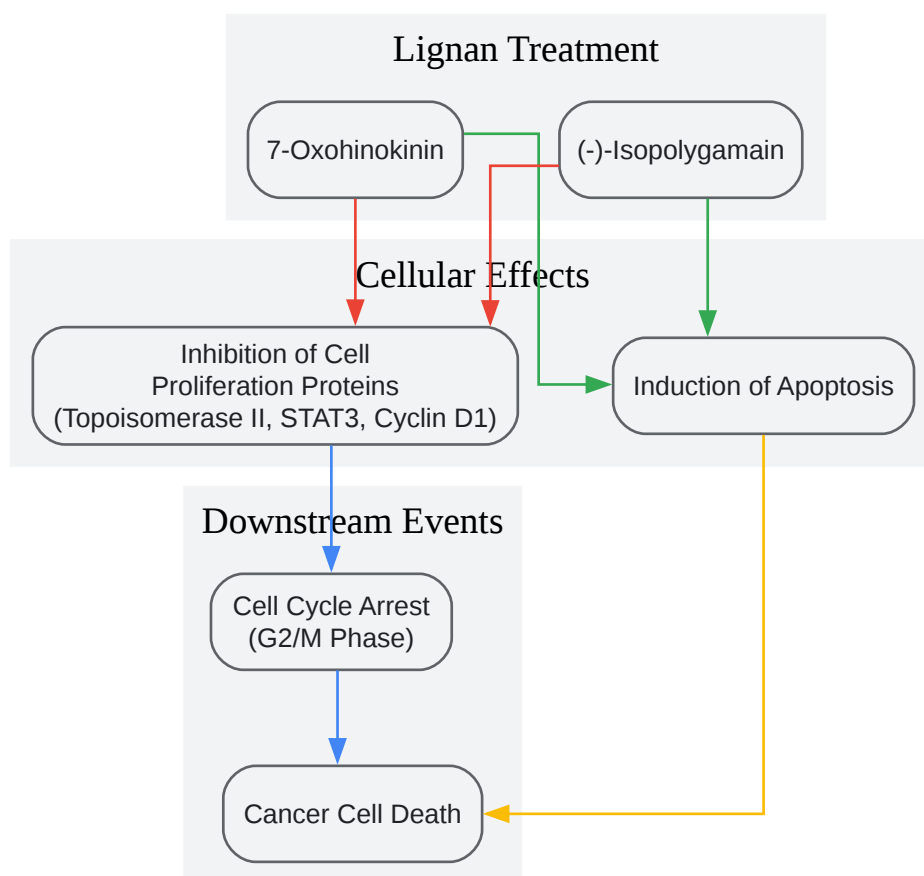 Lignan Treatment
7-Oxohinokinin
(-)-Isopolygamain
Cellular Effects
Inhibition of Cell
Proliferation Proteins
(Topoisomerase II, STAT3, Cyclin D1)
Induction of Apoptosis
Downstream Events
Cell Cycle Arrest
(G2/M Phase)
Cancer Cell Death